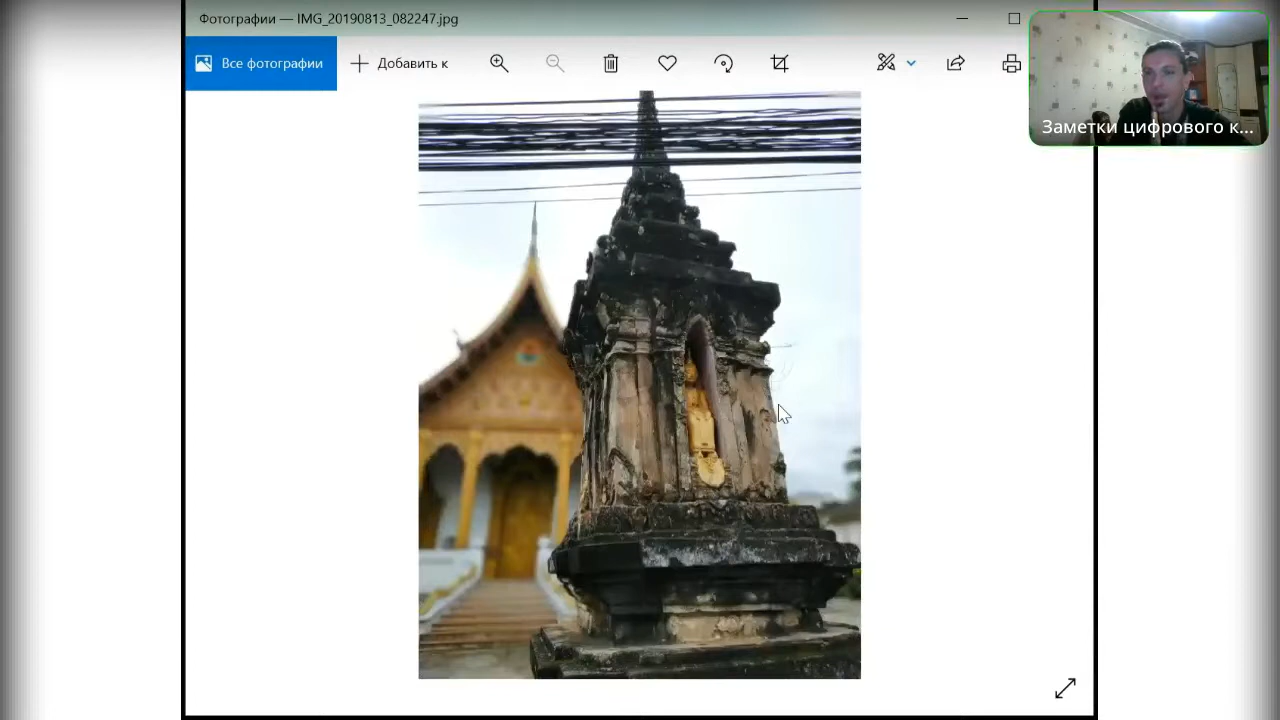 Фотографии — IMG_20190813_082247.jpg
Все фотографии
Добавить к
Заметки цифрового к...